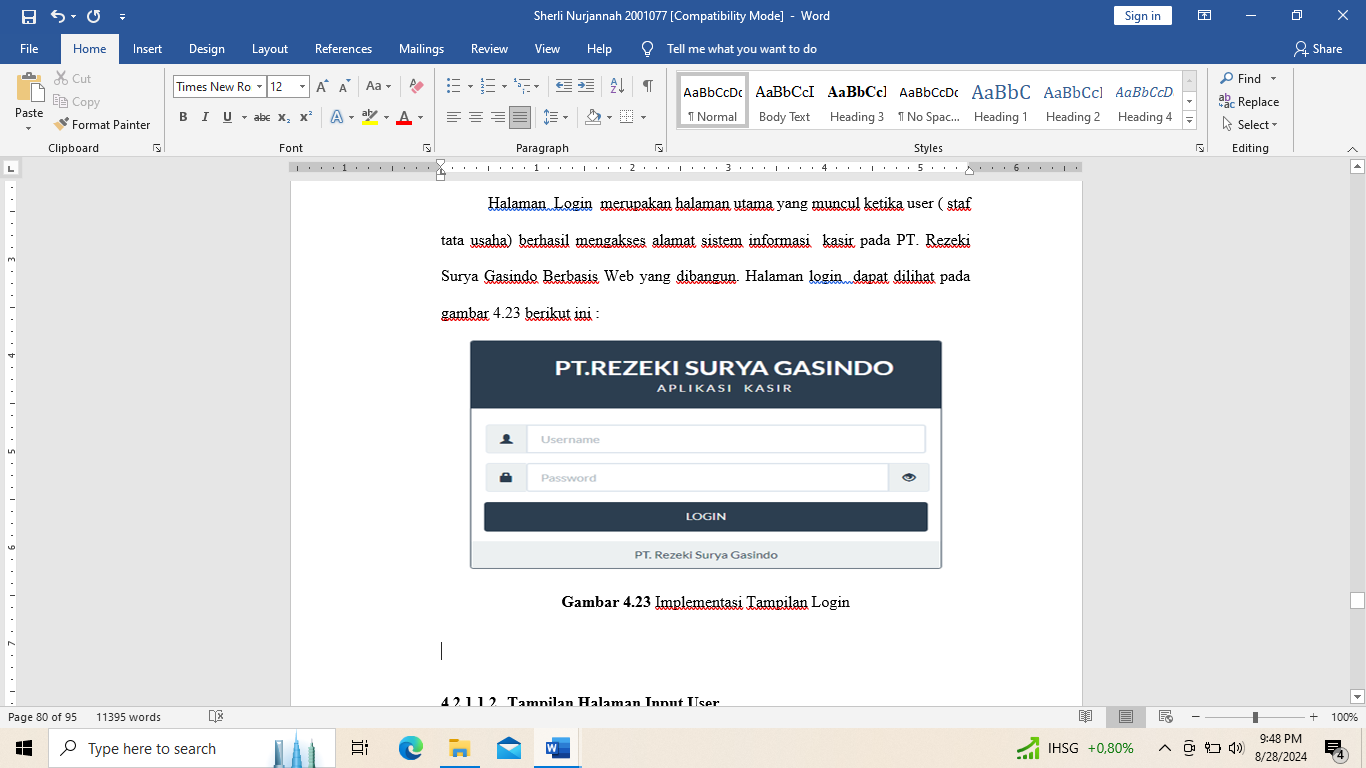 Sherli Nurjannah 2001077 [Compatibility Mode] - Word
Sign in
File Home Insert Design Layout References Mailings Review View Help Tell me what you want to do Share
Paste
Cut
Copy
Format Painter
Clipboard
Times New Ro 12
Font
Paragraph
AaBbCcDc AaBbCcI AaBbCcI AaBbCcDc AaBbC AaBbCcI AaBbCcD
¶ Normal Body Text Heading 3 ¶ No Spac... Heading 1 Heading 2 Heading 4
Styles
Find
Replace
Select
Editing
Halaman Login merupakan halaman utama yang muncul ketika user ( staf
tata usaha) berhasil mengakses alamat sistem informasi kasir pada PT. Rezeki
Surya Gasindo Berbasis Web yang dibangun. Halaman login dapat dilihat pada
gambar 4.23 berikut ini :
PT.REZEKI SURYA GASINDO
APLIKASI KASIR
Username
Password
LOGIN
PT. Rezeki Surya Gasindo
Gambar 4.23 Implementasi Tampilan Login
4.2.1.1.2 Tampilan Halaman Input User
Page 80 of 95 11395 words
100%
Type here to search
IHSG +0,80%
9:48 PM
8/28/2024
4